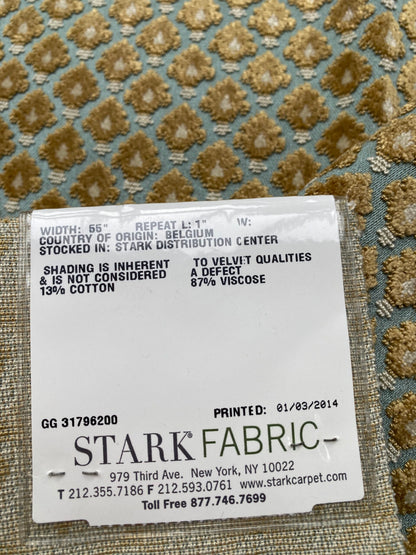 WIDTH: 55" REPEAT L: 1" W:
COUNTRY OF ORIGIN: BELGIUM
STOCKED IN: STARK DISTRIBUTION CENTER
SHADING IS INHERENT TO VELVET QUALITIES
& IS NOT CONSIDERED A DEFECT
13% COTTON 87% VISCOSE
GG 31796200 PRINTED: 01/03/2014
STARK® FABRIC
979 Third Ave. New York, NY 10022
T 212.355.7186 F 212.593.0761 www.starkcarpet.com
Toll Free 877.746.7699